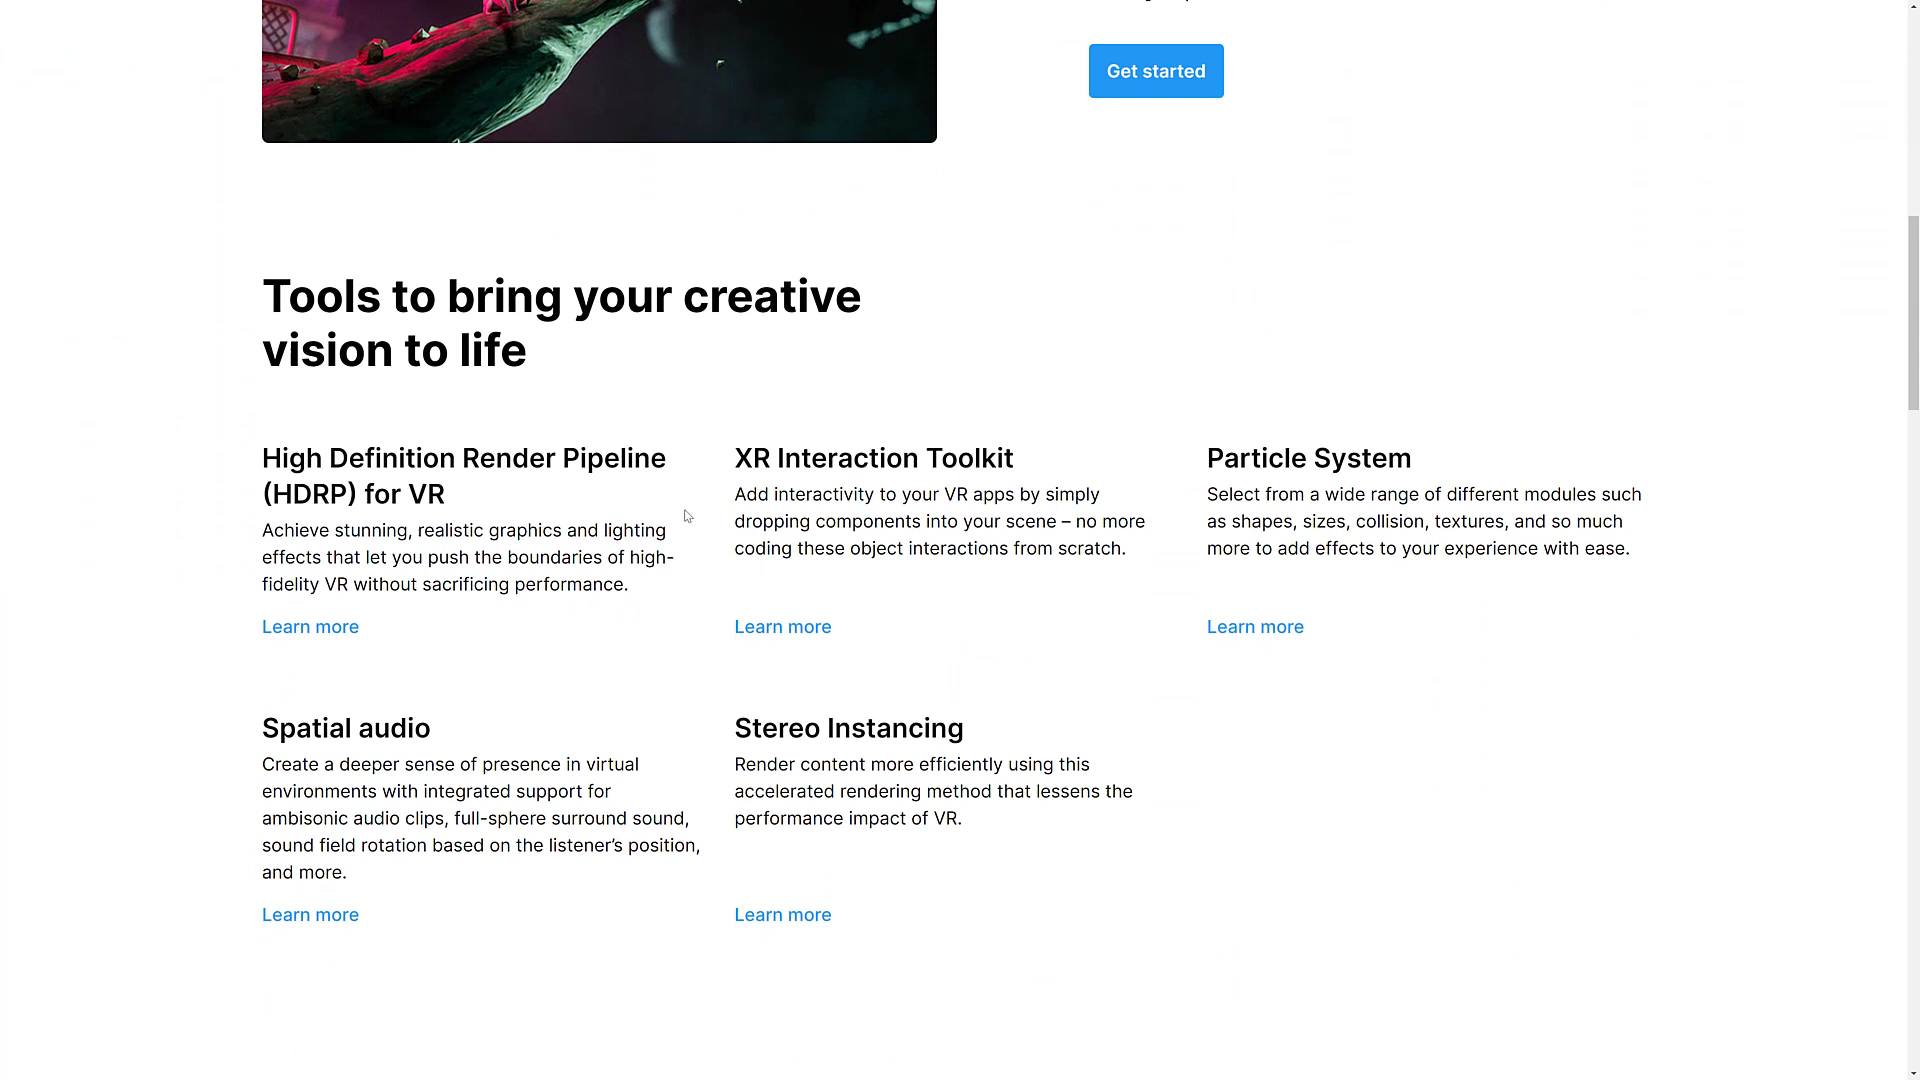 Get started
Tools to bring your creative
vision to life
High Definition Render Pipeline
(HDRP) for VR
Achieve stunning, realistic graphics and lighting
effects that let you push the boundaries of high-
fidelity VR without sacrificing performance.
Learn more
XR Interaction Toolkit
Add interactivity to your VR apps by simply
dropping components into your scene – no more
coding these object interactions from scratch.
Learn more
Particle System
Select from a wide range of different modules such
as shapes, sizes, collision, textures, and so much
more to add effects to your experience with ease.
Learn more
Spatial audio
Create a deeper sense of presence in virtual
environments with integrated support for
ambisonic audio clips, full-sphere surround sound,
sound field rotation based on the listener’s position,
and more.
Learn more
Stereo Instancing
Render content more efficiently using this
accelerated rendering method that lessens the
performance impact of VR.
Learn more